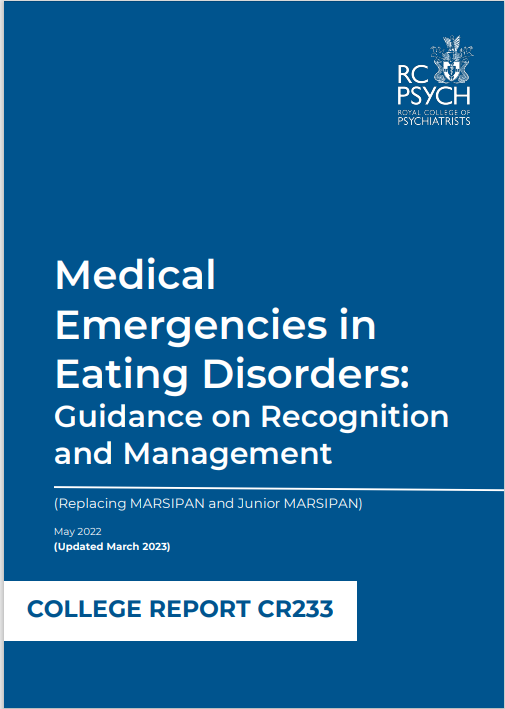 RC
PSYCH
ROYAL COLLEGE OF
PSYCHIATRISTS
Medical
Emergencies in
Eating Disorders:
Guidance on Recognition
and Management
(Replacing MARSIPAN and Junior MARSIPAN)
May 2022
(Updated March 2023)
COLLEGE REPORT CR233